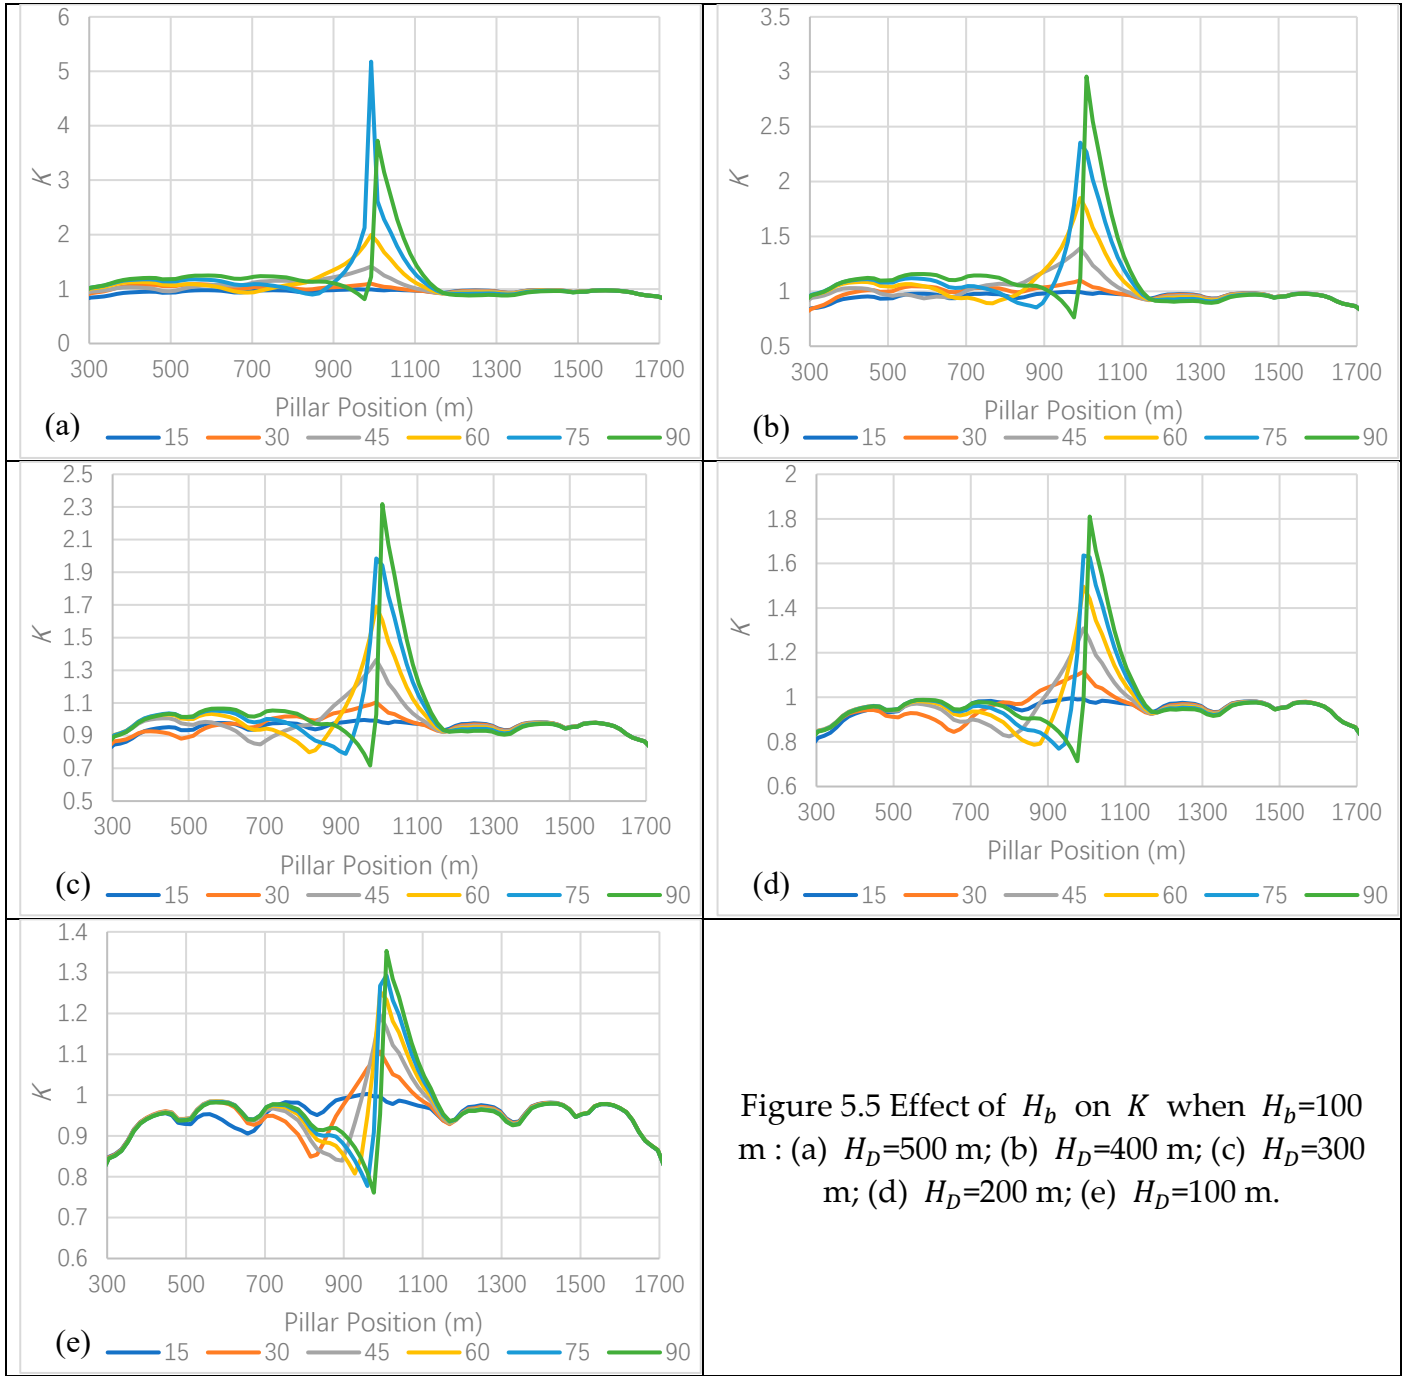 6
5
4
3
2
1
0
K
300 500 700 900 1100 1300 1500 1700
Pillar Position (m)
(a) 15 30 45 60 75 90
3.5
3
2.5
2
1.5
1
0.5
K
300 500 700 900 1100 1300 1500 1700
Pillar Position (m)
(b) 15 30 45 60 75 90
2.5
2.3
2.1
1.9
1.7
1.5
1.3
1.1
0.9
0.7
0.5
K
300 500 700 900 1100 1300 1500 1700
Pillar Position (m)
(c) 15 30 45 60 75 90
2
1.8
1.6
1.4
1.2
1
0.8
0.6
K
300 500 700 900 1100 1300 1500 1700
Pillar Position (m)
(d) 15 30 45 60 75 90
1.4
1.3
1.2
1.1
1
0.9
0.8
0.7
0.6
K
300 500 700 900 1100 1300 1500 1700
Pillar Position (m)
(e) 15 30 45 60 75 90
Figure 5.5 Effect of H_b on K when H_b=100
m : (a) H_D=500 m; (b) H_D=400 m; (c) H_D=300
m; (d) H_D=200 m; (e) H_D=100 m.